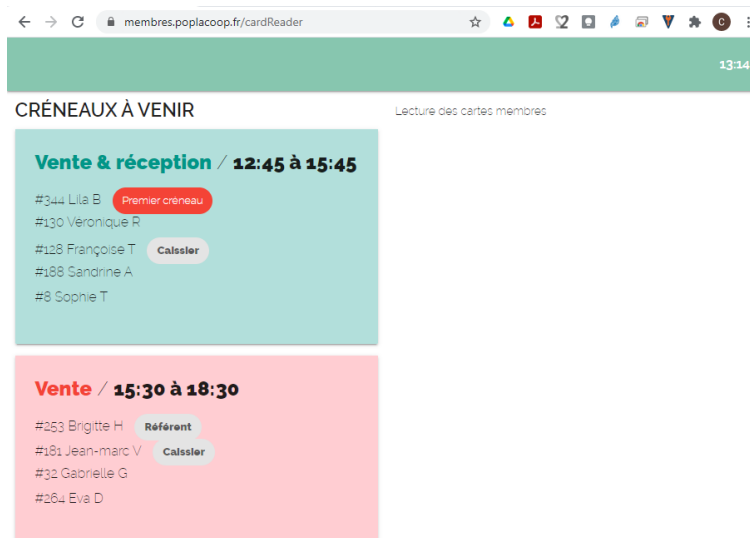 membres.poplacoop.fr/cardReader
C
13:14
CRÉNEAUX À VENIR
Lecture des cartes membres
Vente & réception / 12:45 à 15:45
#344 Lila B Premier créneau
#130 Véronique R
#128 Françoise T Caissier
#188 Sandrine A
#8 Sophie T
Vente / 15:30 à 18:30
#253 Brigitte H Référent
#181 Jean-marc V Caissier
#32 Gabrielle G
#264 Eva D